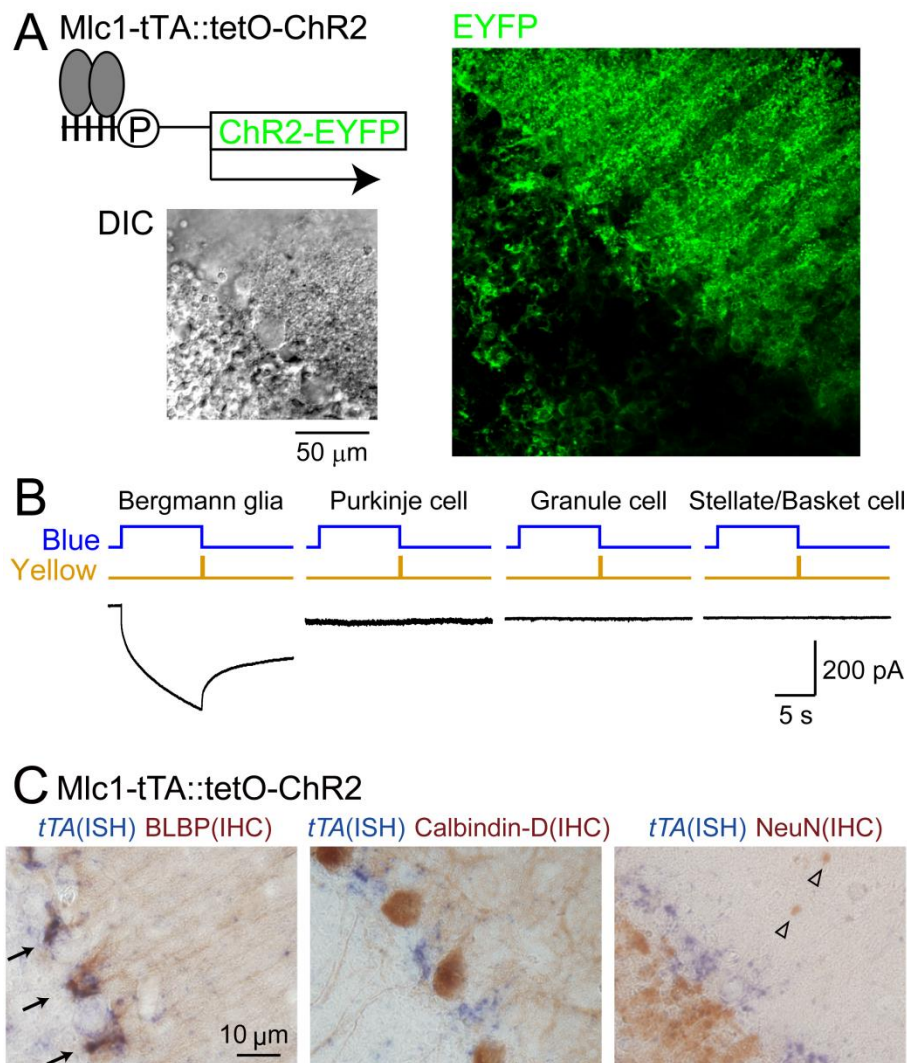 A Mlc1-tTA::tetO-ChR2
EYFP
P
ChR2-EYFP
DIC
50 μm
B
Bergmann glia Purkinje cell Granule cell Stellate/Basket cell
Blue
Yellow
200 pA
5 s
C Mlc1-tTA::tetO-ChR2
tTA(ISH) BLBP(IHC) tTA(ISH) Calbindin-D(IHC) tTA(ISH) NeuN(IHC)
10 μm